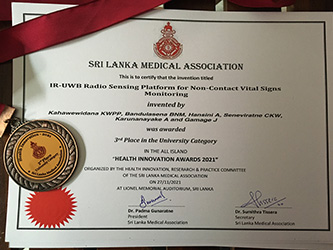 SRI LANKA MEDICAL ASSOCIATION
This is to certify that the invention titled
IR-UWB Radio Sensing Platform for Non-Contact Vital Signs
Monitoring
invented by
Kahawewidana KWPP, Bandulasena BNM, Hansini A, Seneviratne CKW,
Karunanayake A and Gamage J
was awarded
3rd Place in the University Category
IN THE ALL ISLAND
"HEALTH INNOVATION AWARDS 2021"
ORGANIZED BY THE HEALTH INNOVATION, RESEARCH & PRACTICE COMMITTEE
OF THE SRI LANKA MEDICAL ASSOCIATION
ON 27/11/2021
AT LIONEL MEMORIAL AUDITORIUM, SRI LANKA
Dr. Padma Gunaratne
President
Sri Lanka Medical Association
Dr. Sumithra Tissera
Secretary
Sri Lanka Medical Association